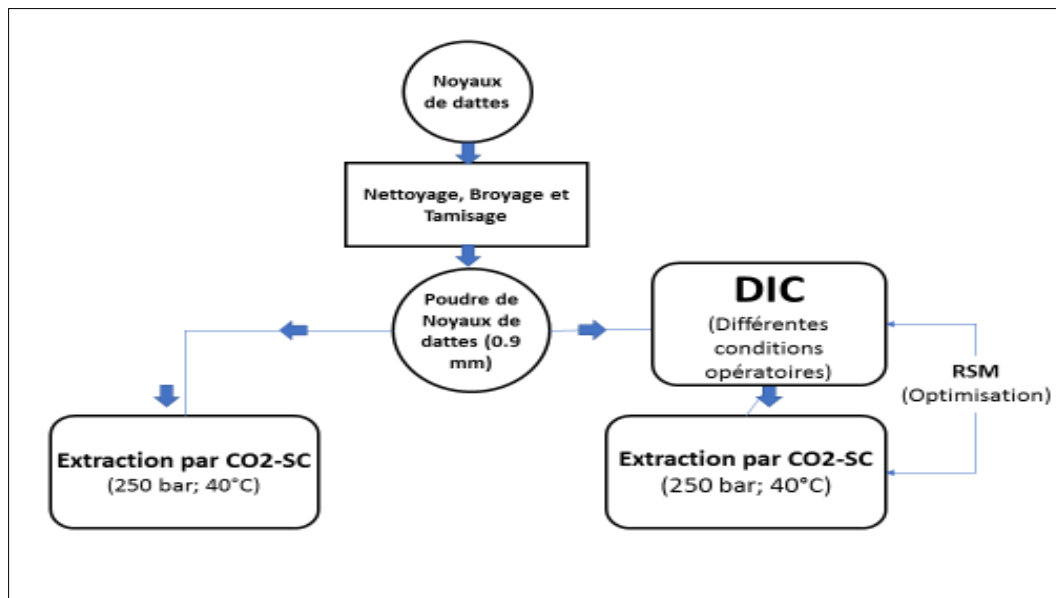 Noyaux
de dattes
Nettoyage, Broyage et
Tamisage
Poudre de
Noyaux de
dattes (0.9
mm)
DIC
(Différentes
conditions
opératoires)
RSM
(Optimisation)
Extraction par CO2-SC
(250 bar; 40°C)
Extraction par CO2-SC
(250 bar; 40°C)